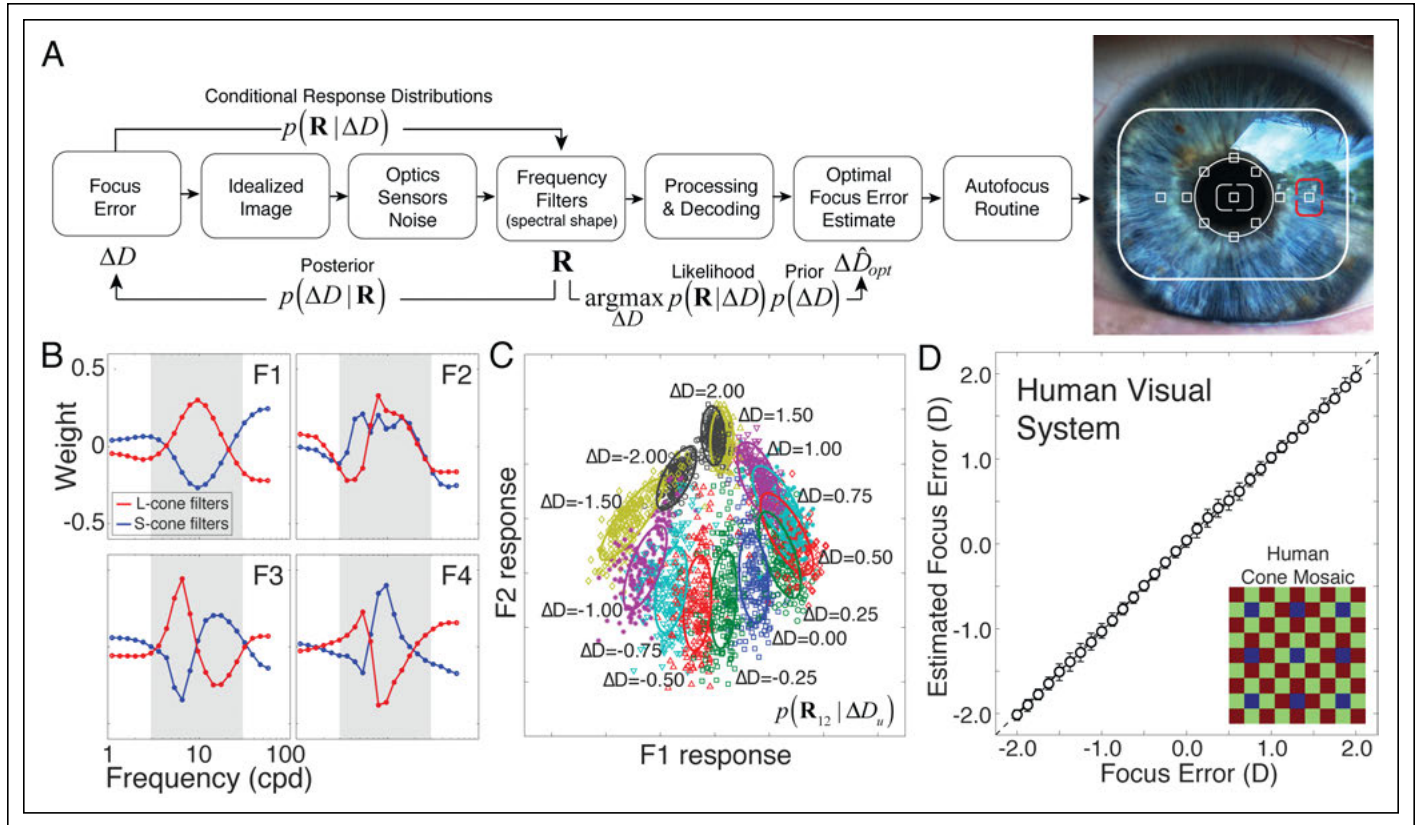 A
Conditional Response Distributions
p(R | ΔD)
Focus
Error
Idealized
Image
Optics
Sensors
Noise
Frequency
Filters
(spectral shape)
Processing
& Decoding
Optimal
Focus Error
Estimate
Autofocus
Routine
ΔD
Posterior
p(ΔD | R)
R
Likelihood
Prior
argmax p(R | ΔD) p(ΔD)
ΔD
ΔD̂opt
B
0.5
0
-0.5
Weight
F1
F2
L-cone filters
S-cone filters
F3
F4
1
10
100
Frequency (cpd)
C
F2 response
ΔD=2.00
ΔD=1.50
ΔD=1.00
ΔD=0.75
ΔD=0.50
ΔD=0.25
ΔD=0.00
ΔD=-0.25
ΔD=-2.00
ΔD=-1.50
ΔD=-1.00
ΔD=-0.75
ΔD=-0.50
p(R12 | ΔDu)
F1 response
D
Human Visual
System
Estimated Focus Error (D)
2.0
1.0
0.0
-1.0
-2.0
Human
Cone Mosaic
-2.0 -1.0 0.0 1.0 2.0
Focus Error (D)